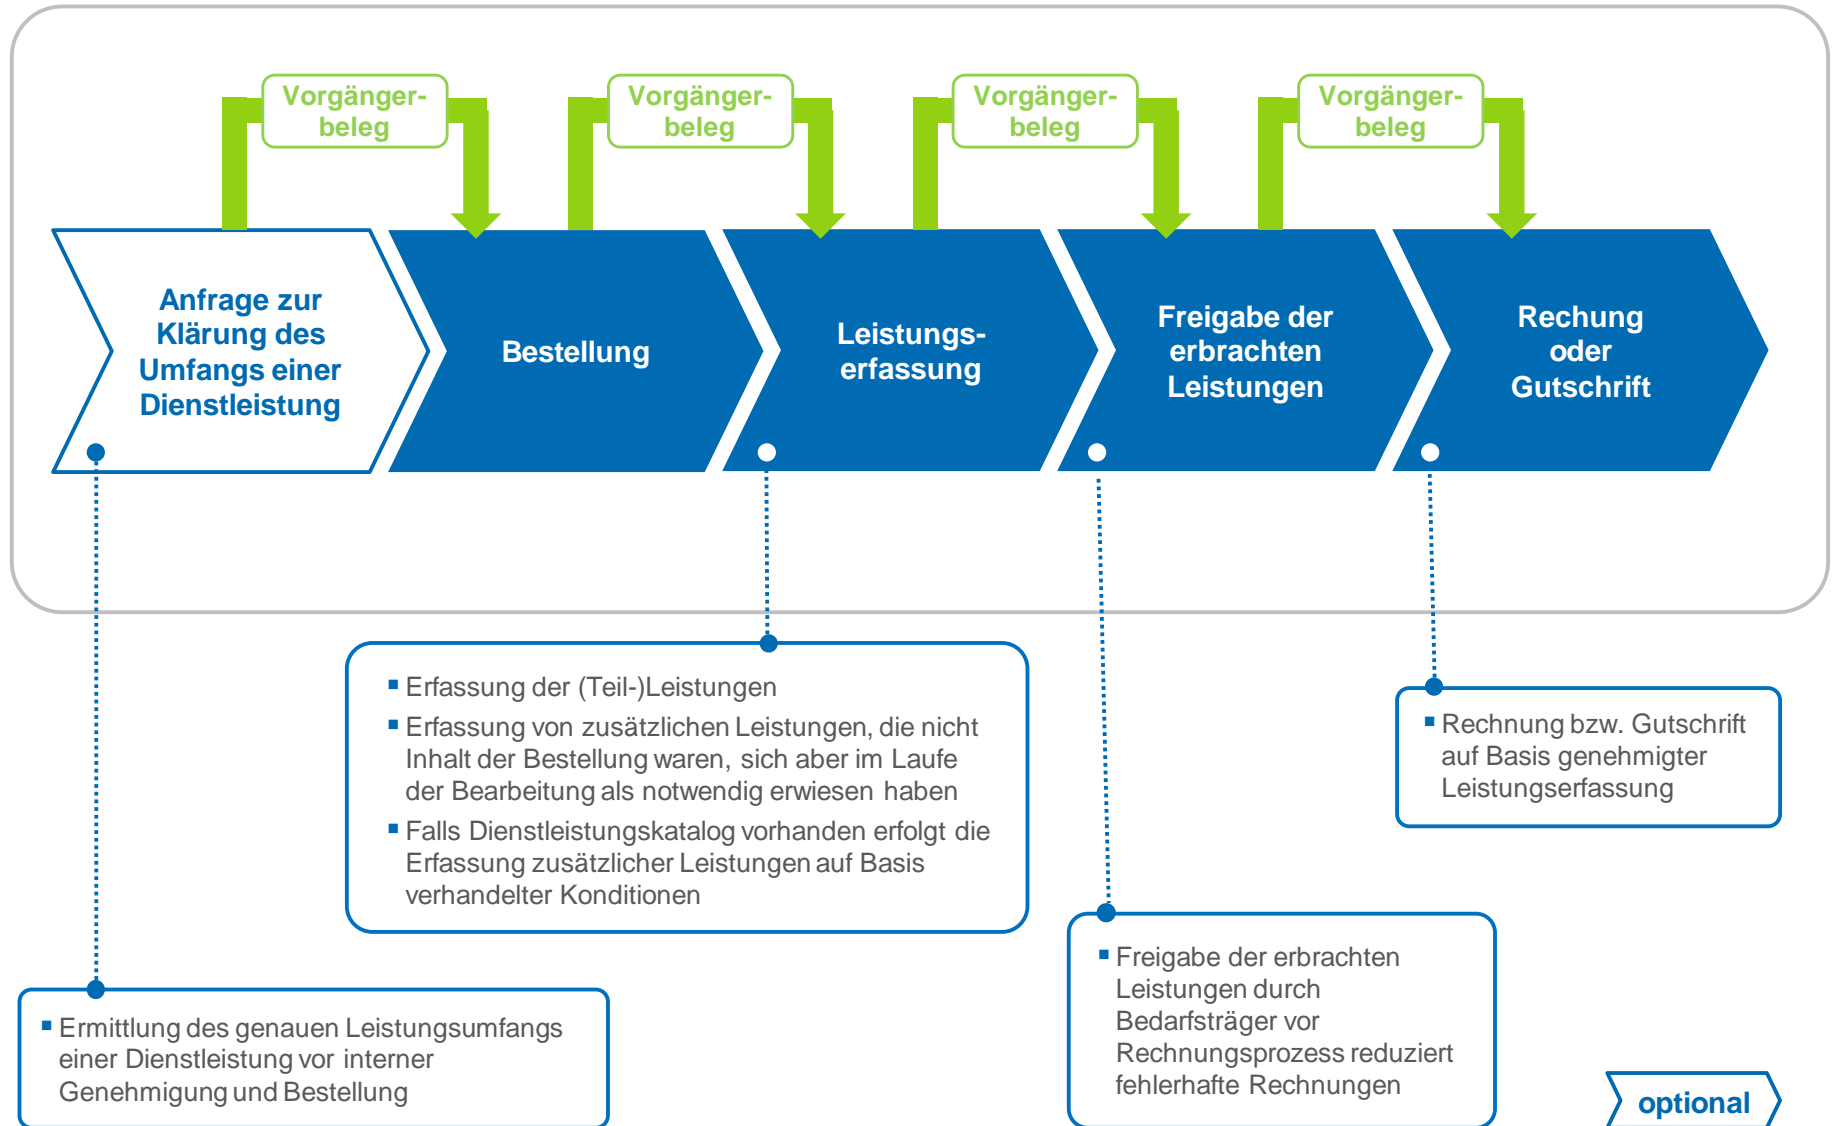 Vorgänger-
beleg
Vorgänger-
beleg
Vorgänger-
beleg
Vorgänger-
beleg
Anfrage zur
Klärung des
Umfangs einer
Dienstleistung
Bestellung
Leistungs-
erfassung
Freigabe der
erbrachten
Leistungen
Rechung
oder
Gutschrift
Erfassung der (Teil-)Leistungen
Erfassung von zusätzlichen Leistungen, die nicht
Inhalt der Bestellung waren, sich aber im Laufe
der Bearbeitung als notwendig erwiesen haben
Falls Dienstleistungskatalog vorhanden erfolgt die
Erfassung zusätzlicher Leistungen auf Basis
verhandelter Konditionen
Rechnung bzw. Gutschrift
auf Basis genehmigter
Leistungserfassung
Freigabe der erbrachten
Leistungen durch
Bedarfsträger vor
Rechnungsprozess reduziert
fehlerhafte Rechnungen
Ermittlung des genauen Leistungsumfangs
einer Dienstleistung vor interner
Genehmigung und Bestellung
optional